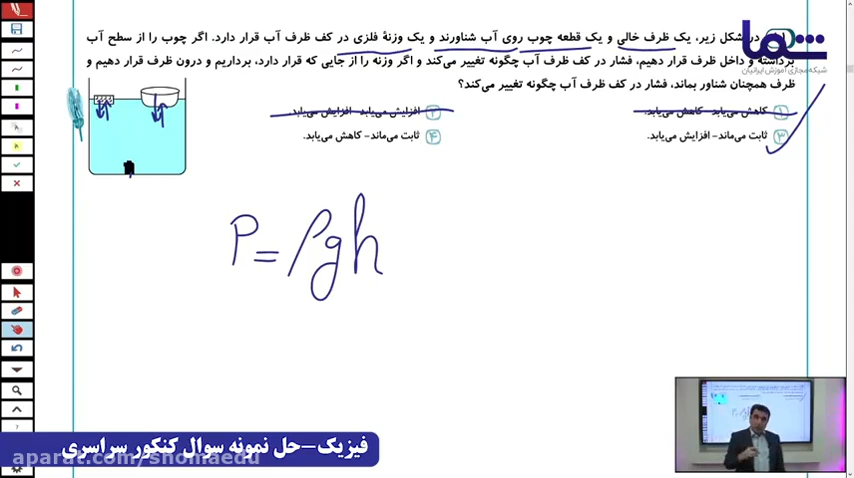 در شکل زیر، یک ظرف خالی و یک قطعه چوب روی آب شناورند و یک وزنهٔ فلزی در کف ظرف آب قرار دارد. اگر چوب را از سطح آب
برداشته و داخل ظرف قرار دهیم، فشار در کف ظرف آب چگونه تغییر می‌کند و اگر وزنه را از جایی که قرار دارد، برداریم و درون ظرف قرار دهیم و
ظرف همچنان شناور بماند، فشار در کف ظرف آب چگونه تغییر می‌کند؟
۱ کاهش می‌یابد- کاهش می‌یابد.
۲ افزایش می‌یابد- افزایش می‌یابد
۳ ثابت می‌ماند- افزایش می‌یابد.
۴ ثابت می‌ماند- کاهش می‌یابد.
شما
شبکه مجازی آموزش ایرانیان
P = ρgh
فیزیک-حل نمونه سوال کنکور سراسری
aparat.com/shomaedu